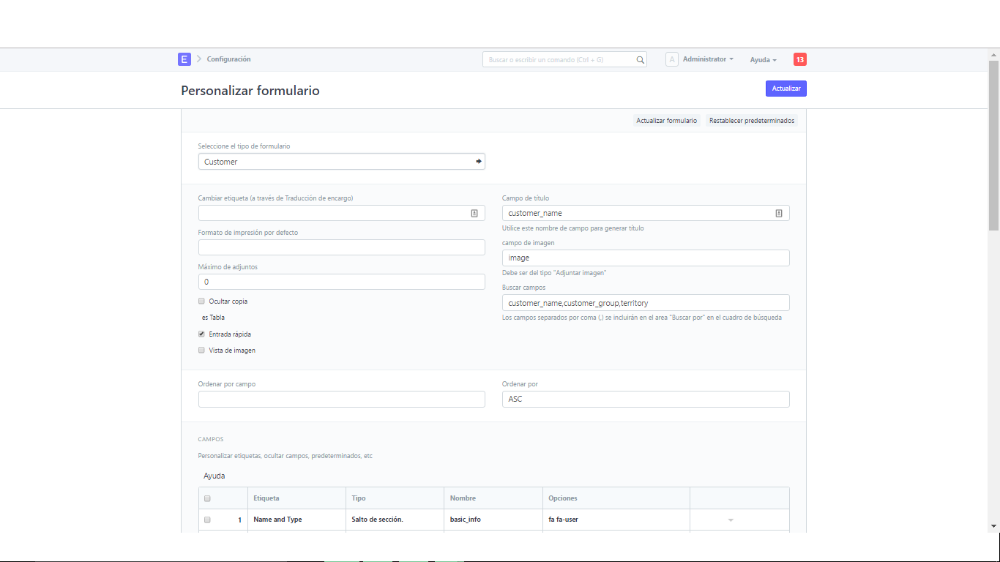 E Configuración Buscar o escribir un comando (Ctrl + G) A Administrator Ayuda 13
Personalizar formulario Actualizar
Actualizar formulario Restablecer predeterminados
Seleccione el tipo de formulario
Customer
Cambiar etiqueta (a través de Traducción de encargo)
Formato de impresión por defecto
Máximo de adjuntos
0
Ocultar copia
es Tabla
Entrada rápida
Vista de imagen
Campo de título
customer_name
Utilice este nombre de campo para generar título
campo de imagen
image
Debe ser del tipo "Adjuntar imagen"
Buscar campos
customer_name,customer_group,territory
Los campos separados por coma (,) se incluirán en el area "Buscar por" en el cuadro de búsqueda
Ordenar por campo
Ordenar por
ASC
CAMPOS
Personalizar etiquetas, ocultar campos, predeterminados, etc
Ayuda
Etiqueta Tipo Nombre Opciones
1 Name and Type Salto de sección. basic_info fa fa-user